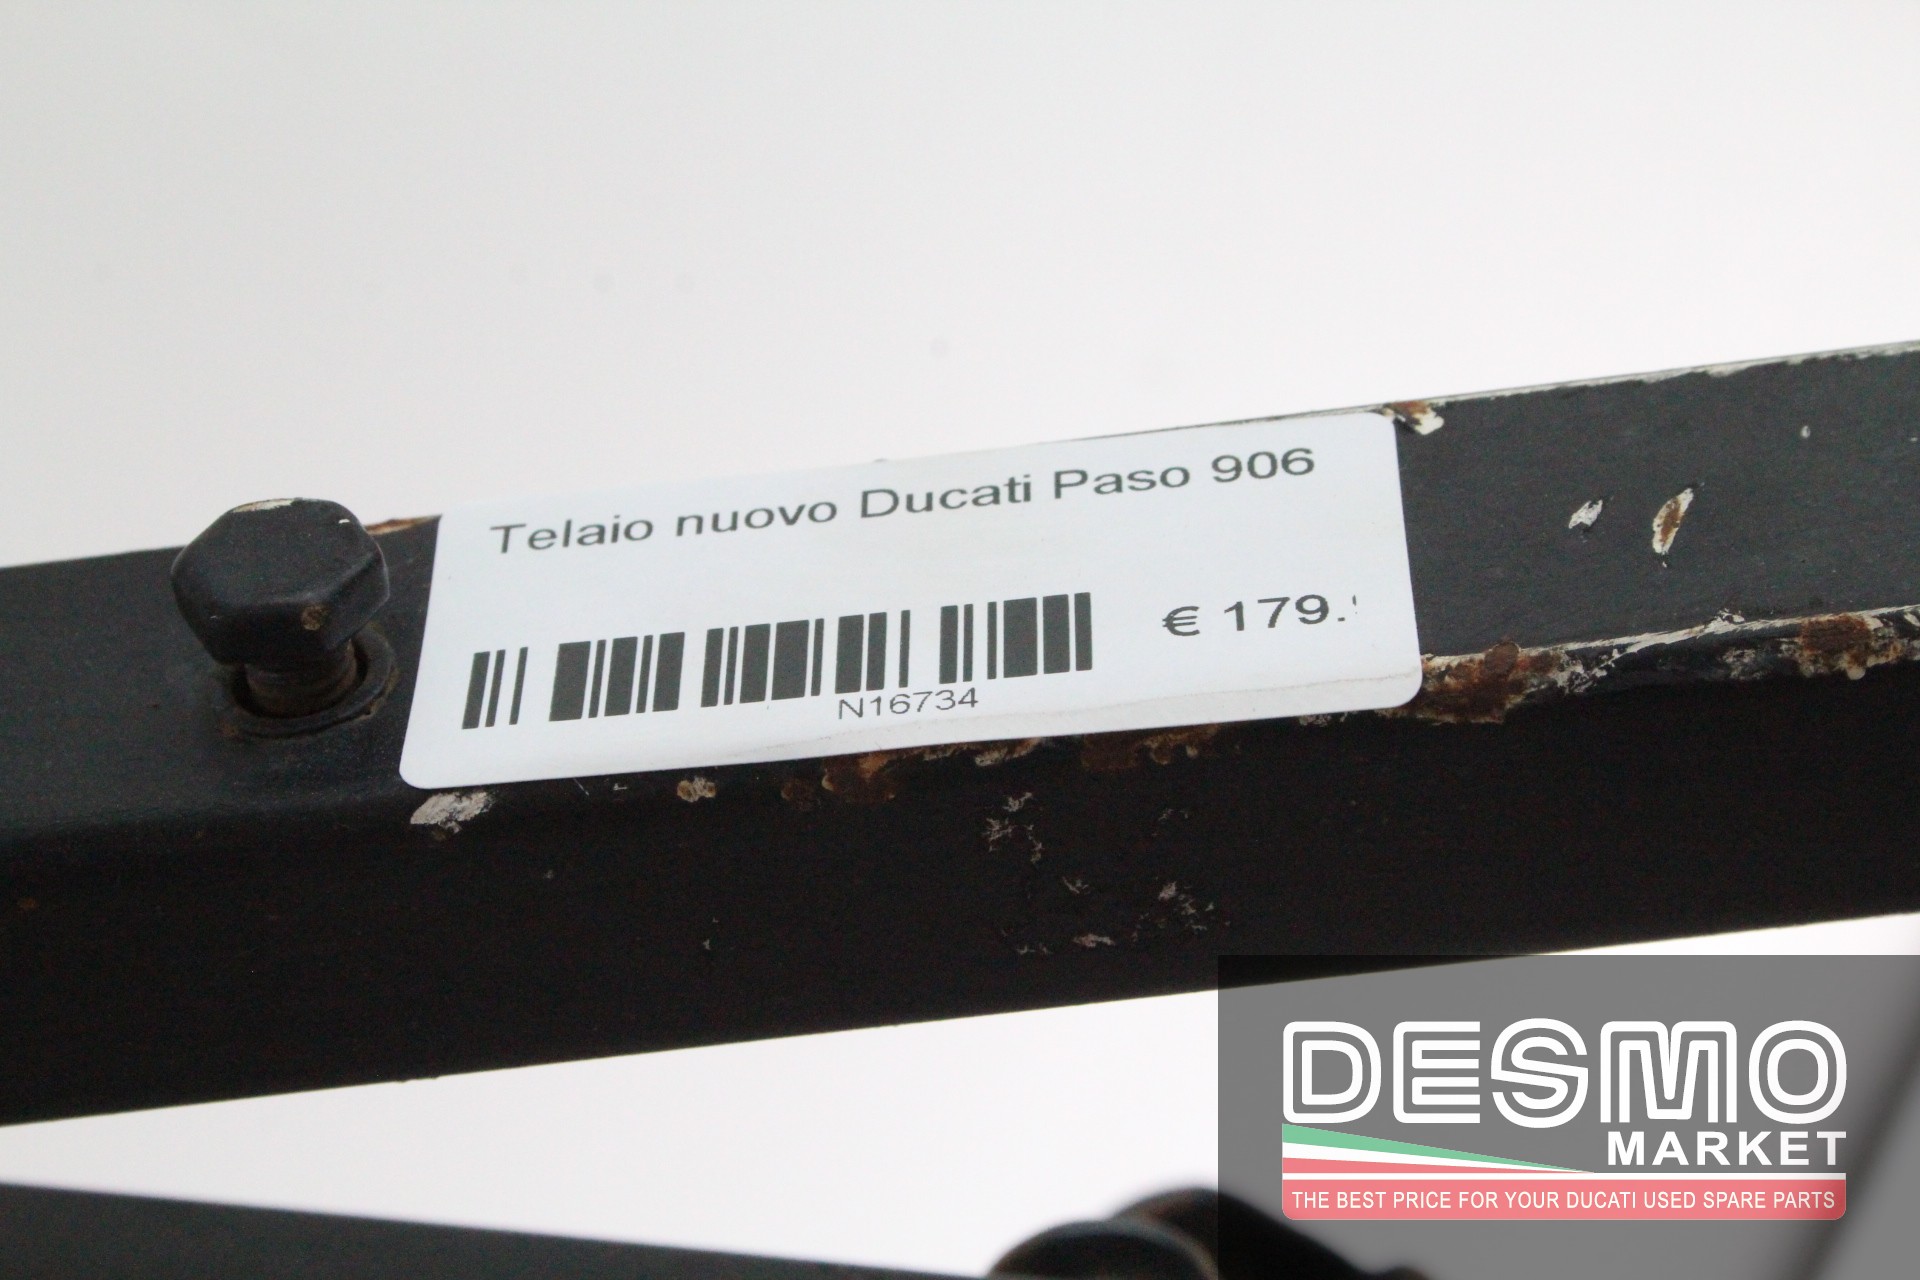 Telaio nuovo Ducati Paso 906
€ 179.
N16734
DESMO
MARKET
THE BEST PRICE FOR YOUR DUCATI USED SPARE PARTS